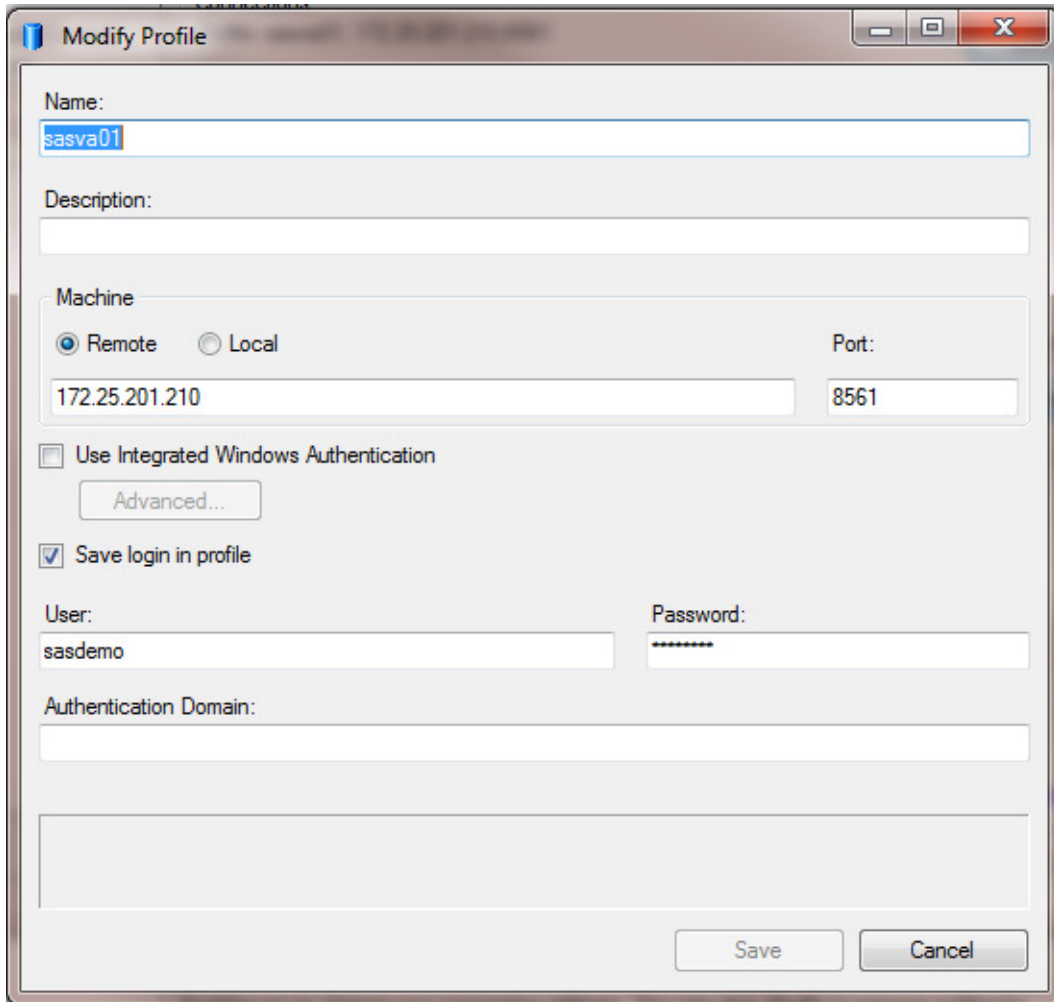 Modify Profile
Name:
sasva01
Description:
Machine
Remote Local Port:
172.25.201.210 8561
Use Integrated Windows Authentication
Advanced...
Save login in profile
User: Password:
sasdemo ********
Authentication Domain:
Save Cancel